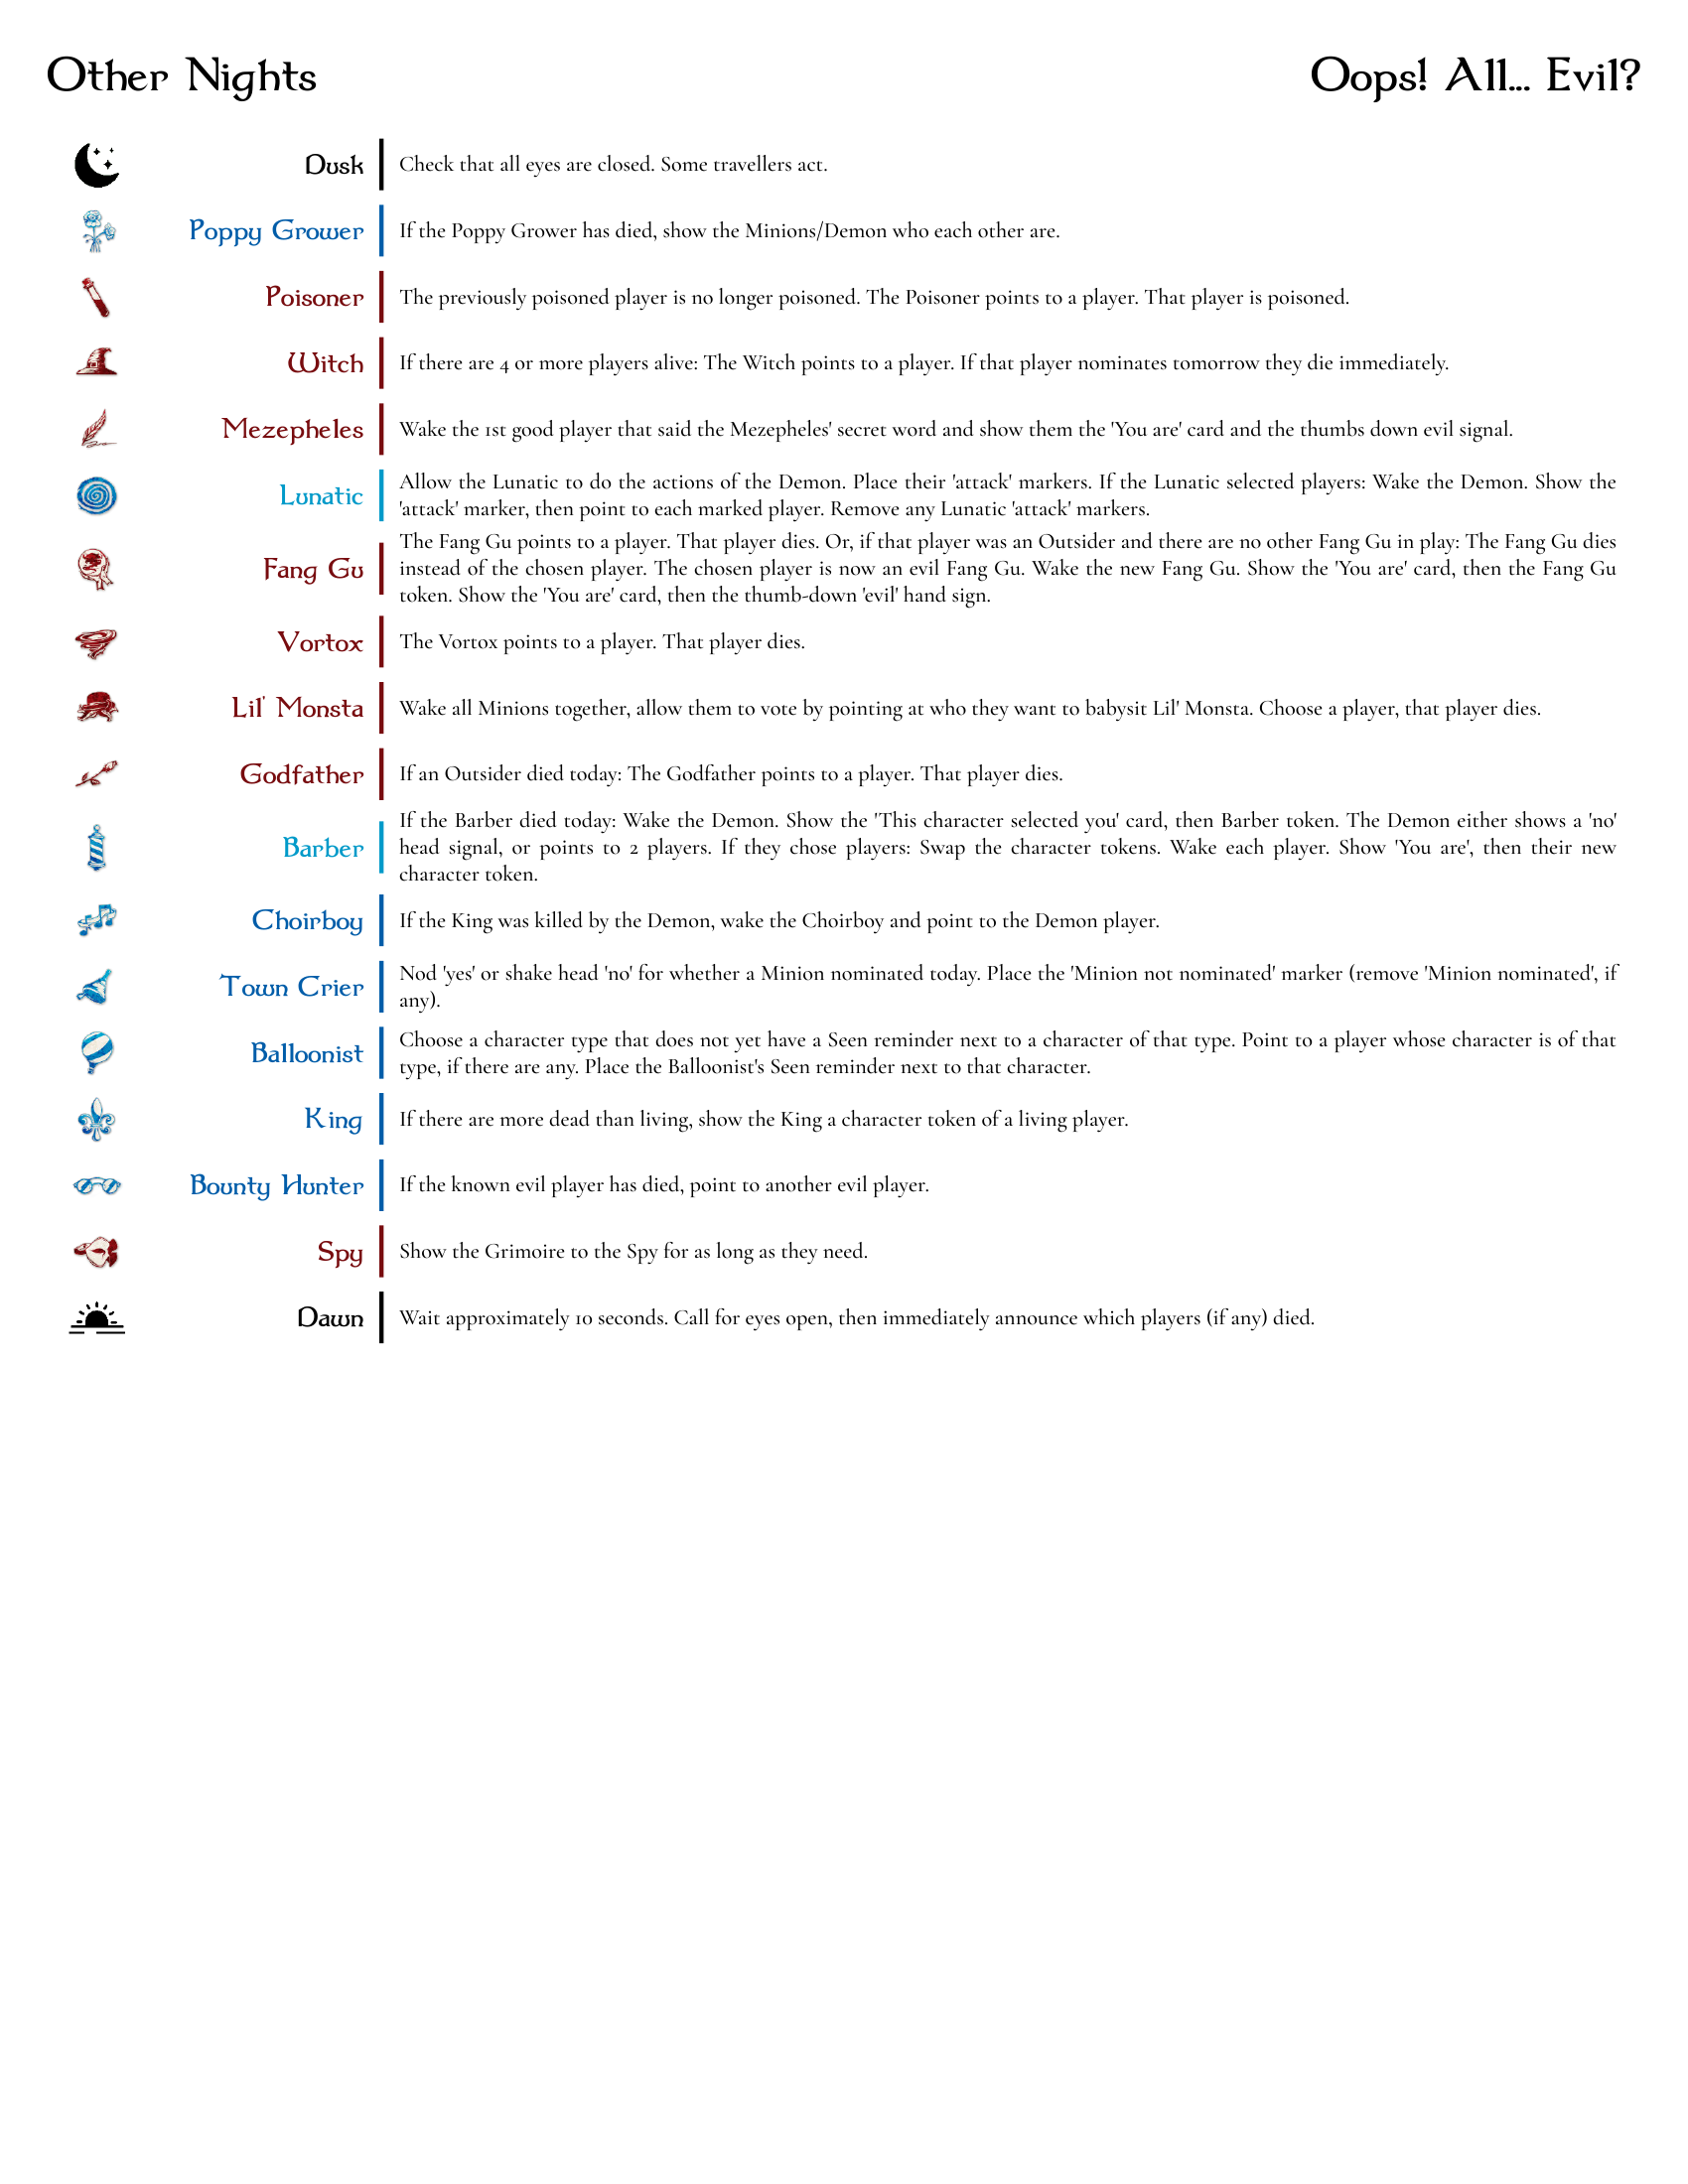 Other Nights
Oops! All... Evil?
Dusk
Check that all eyes are closed. Some travellers act.
Poppy Grower
If the Poppy Grower has died, show the Minions/Demon who each other are.
Poisoner
The previously poisoned player is no longer poisoned. The Poisoner points to a player. That player is poisoned.
Witch
If there are 4 or more players alive: The Witch points to a player. If that player nominates tomorrow they die immediately.
Mezepheles
Wake the 1st good player that said the Mezepheles' secret word and show them the 'You are' card and the thumbs down evil signal.
Lunatic
Allow the Lunatic to do the actions of the Demon. Place their 'attack' markers. If the Lunatic selected players: Wake the Demon. Show the
'attack' marker, then point to each marked player. Remove any Lunatic 'attack' markers.
Fang Gu
The Fang Gu points to a player. That player dies. Or, if that player was an Outsider and there are no other Fang Gu in play: The Fang Gu dies
instead of the chosen player. The chosen player is now an evil Fang Gu. Wake the new Fang Gu. Show the 'You are' card, then the Fang Gu
token. Show the 'You are' card, then the thumb-down 'evil' hand sign.
Vortox
The Vortox points to a player. That player dies.
Lil' Monsta
Wake all Minions together, allow them to vote by pointing at who they want to babysit Lil' Monsta. Choose a player, that player dies.
Godfather
If an Outsider died today: The Godfather points to a player. That player dies.
Barber
If the Barber died today: Wake the Demon. Show the 'This character selected you' card, then Barber token. The Demon either shows a 'no'
head signal, or points to 2 players. If they chose players: Swap the character tokens. Wake each player. Show 'You are', then their new
character token.
Choirboy
If the King was killed by the Demon, wake the Choirboy and point to the Demon player.
Town Crier
Nod 'yes' or shake head 'no' for whether a Minion nominated today. Place the 'Minion not nominated' marker (remove 'Minion nominated', if
any).
Balloonist
Choose a character type that does not yet have a Seen reminder next to a character of that type. Point to a player whose character is of that
type, if there are any. Place the Balloonist's Seen reminder next to that character.
King
If there are more dead than living, show the King a character token of a living player.
Bounty Hunter
If the known evil player has died, point to another evil player.
Spy
Show the Grimoire to the Spy for as long as they need.
Dawn
Wait approximately 10 seconds. Call for eyes open, then immediately announce which players (if any) died.